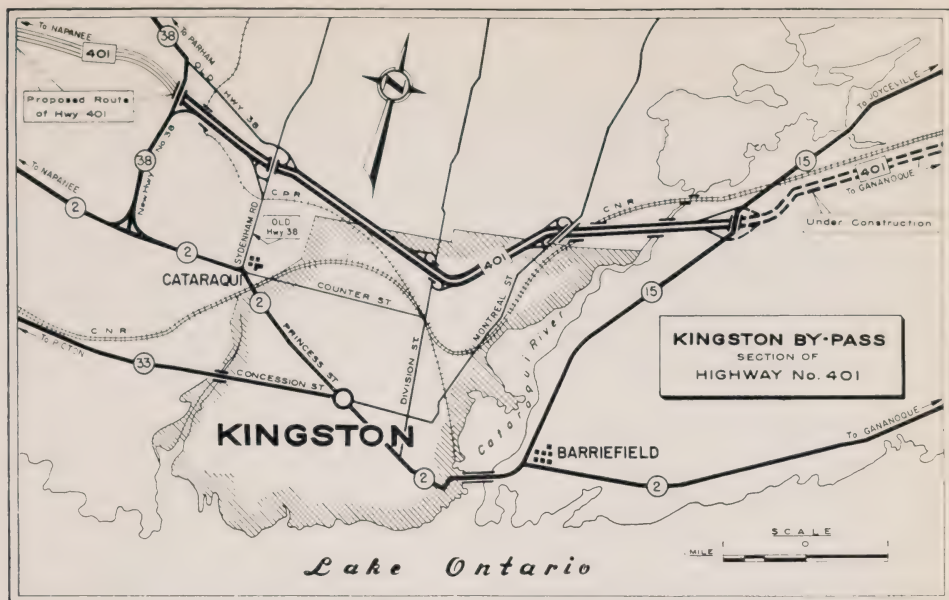 To NAPANEE
401
38
To PARHAM
OLD HWY 38
Proposed Route
of Hwy 401
To NAPANEE
38
New Hwy No 38
2
2
SYDENHAM RD
C.P.R
OLD
Hwy 38
CATARAQUI
COUNTER ST
2
C N R
To PICTON
33
CONCESSION ST
PRINCESS ST
DIVISION ST
401
MONTREAL ST
C.N.R
15
To JOYCEVILLE
401
To GANANOQUE
Under Construction
15
Cataraqui River
KINGSTON BY-PASS
SECTION OF
HIGHWAY No. 401
KINGSTON
2
BARRIEFIELD
2
To GANANOQUE
SCALE
MILE
0
Lake Ontario